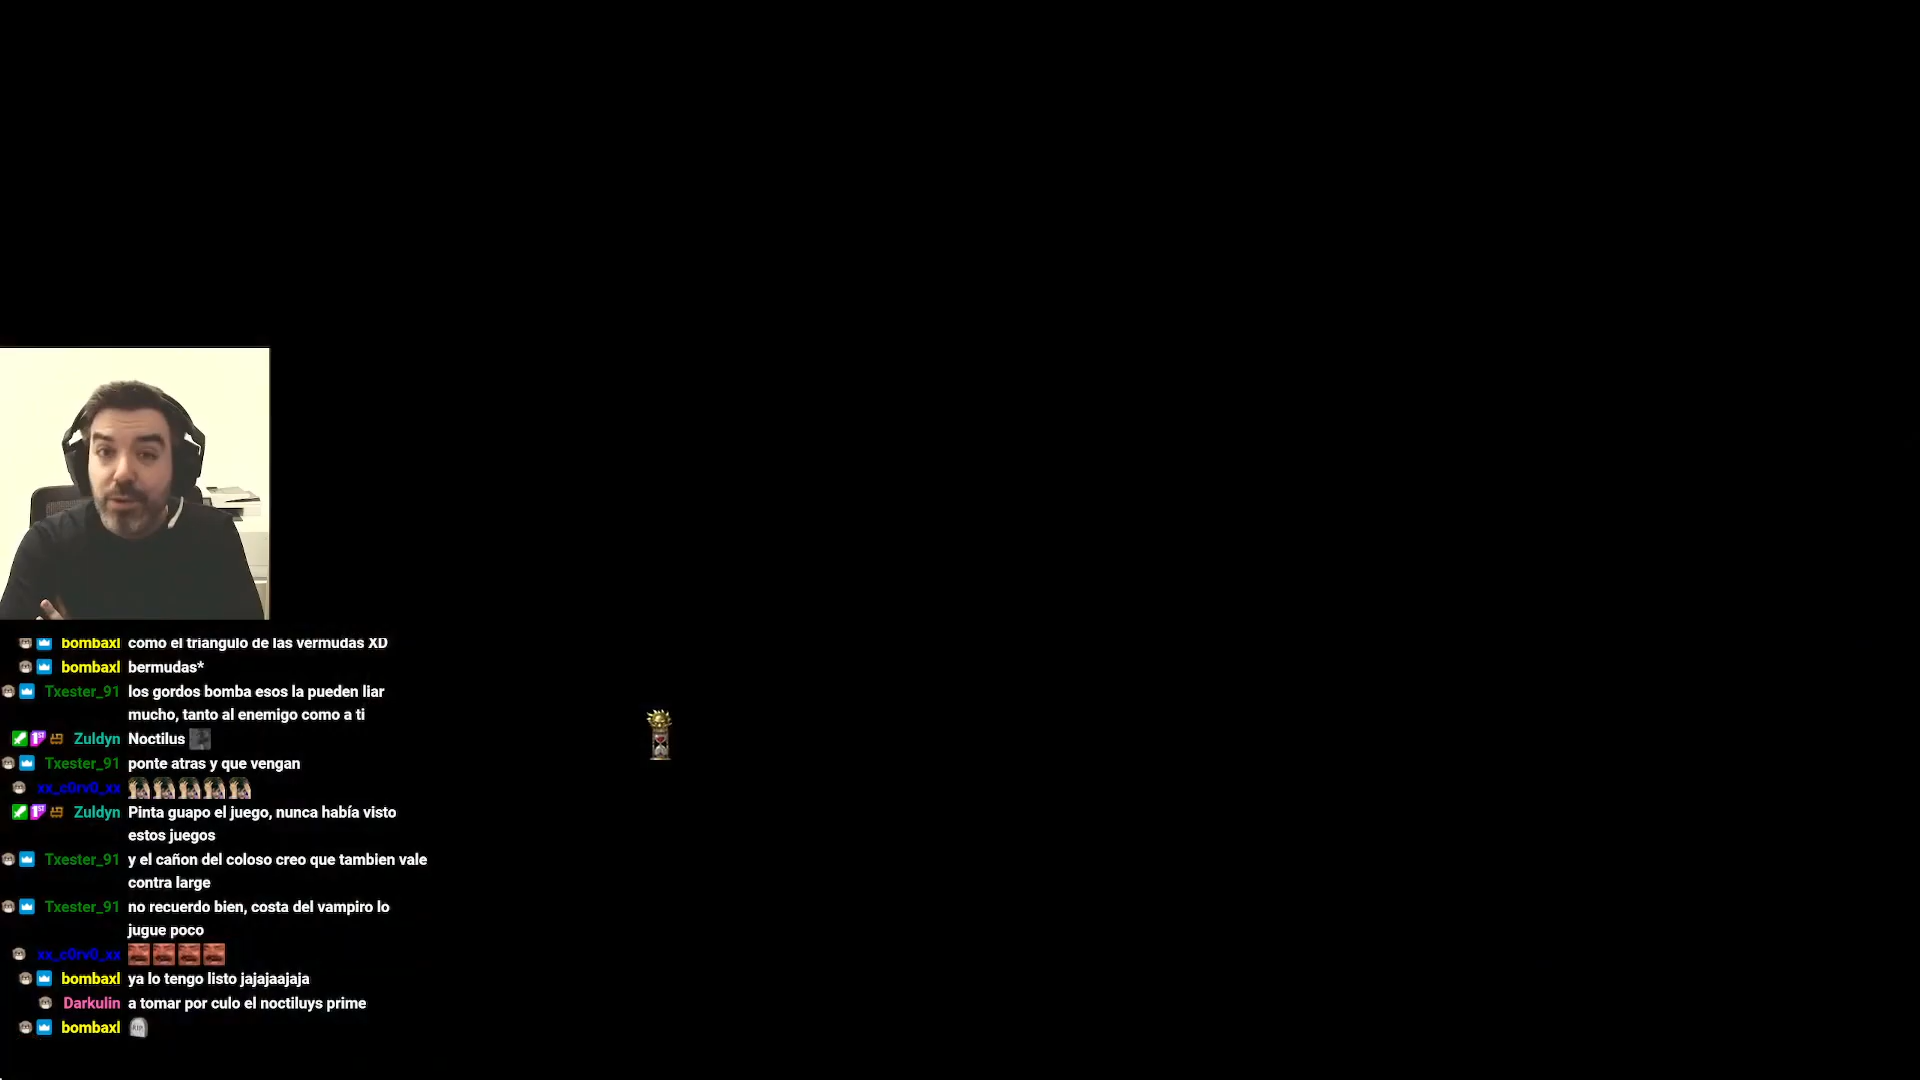 bombaxl como el triangulo de las vermudas XD
bombaxl bermudas*
Txester_91 los gordos bomba esos la pueden liar
mucho, tanto al enemigo como a ti
Zuldyn Noctilus
Txester_91 ponte atras y que vengan
xx_c0rv0_xx
Zuldyn Pinta guapo el juego, nunca había visto
estos juegos
Txester_91 y el cañon del coloso creo que tambien vale
contra large
Txester_91 no recuerdo bien, costa del vampiro lo
jugue poco
xx_c0rv0_xx
bombaxl ya lo tengo listo jajajaajaja
Darkulin a tomar por culo el noctiluys prime
bombaxl